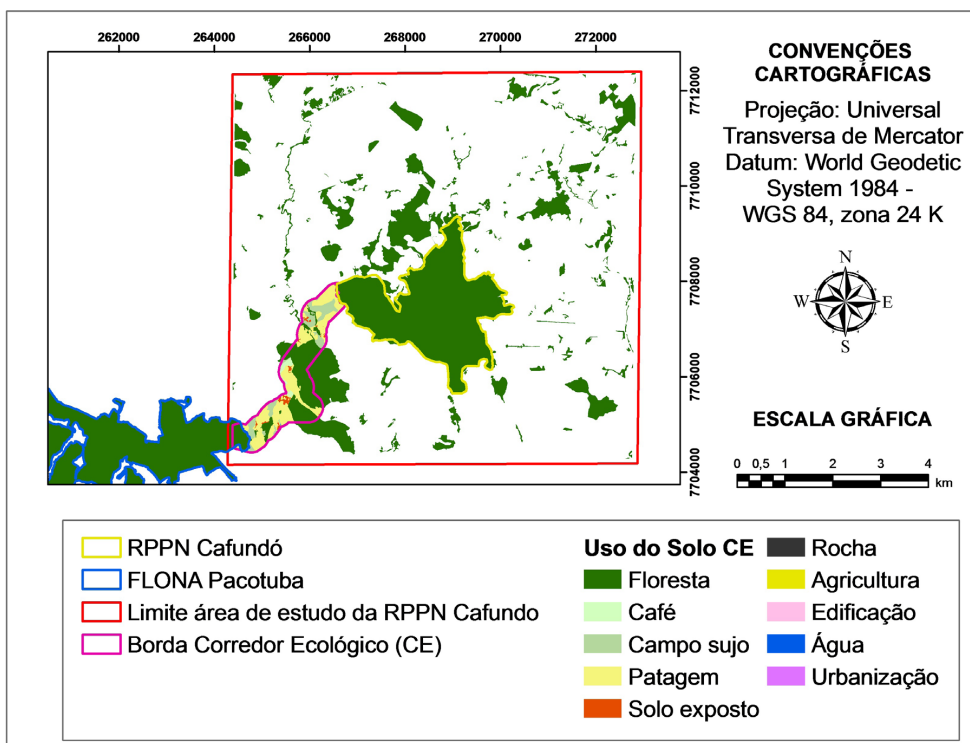 262000 264000 266000 268000 270000 272000
7712000
7710000
7708000
7706000
7704000
CONVENÇÕES
CARTOGRÁFICAS
Projeção: Universal
Transversa de Mercator
Datum: World Geodetic
System 1984 -
WGS 84, zona 24 K
N
W E
S
ESCALA GRÁFICA
0 0,5 1 2 3 4
km
RPPN Cafundó
FLONA Pacotuba
Limite área de estudo da RPPN Cafundo
Borda Corredor Ecológico (CE)
Uso do Solo CE
Floresta
Café
Campo sujo
Patagem
Solo exposto
Rocha
Agricultura
Edificação
Água
Urbanização